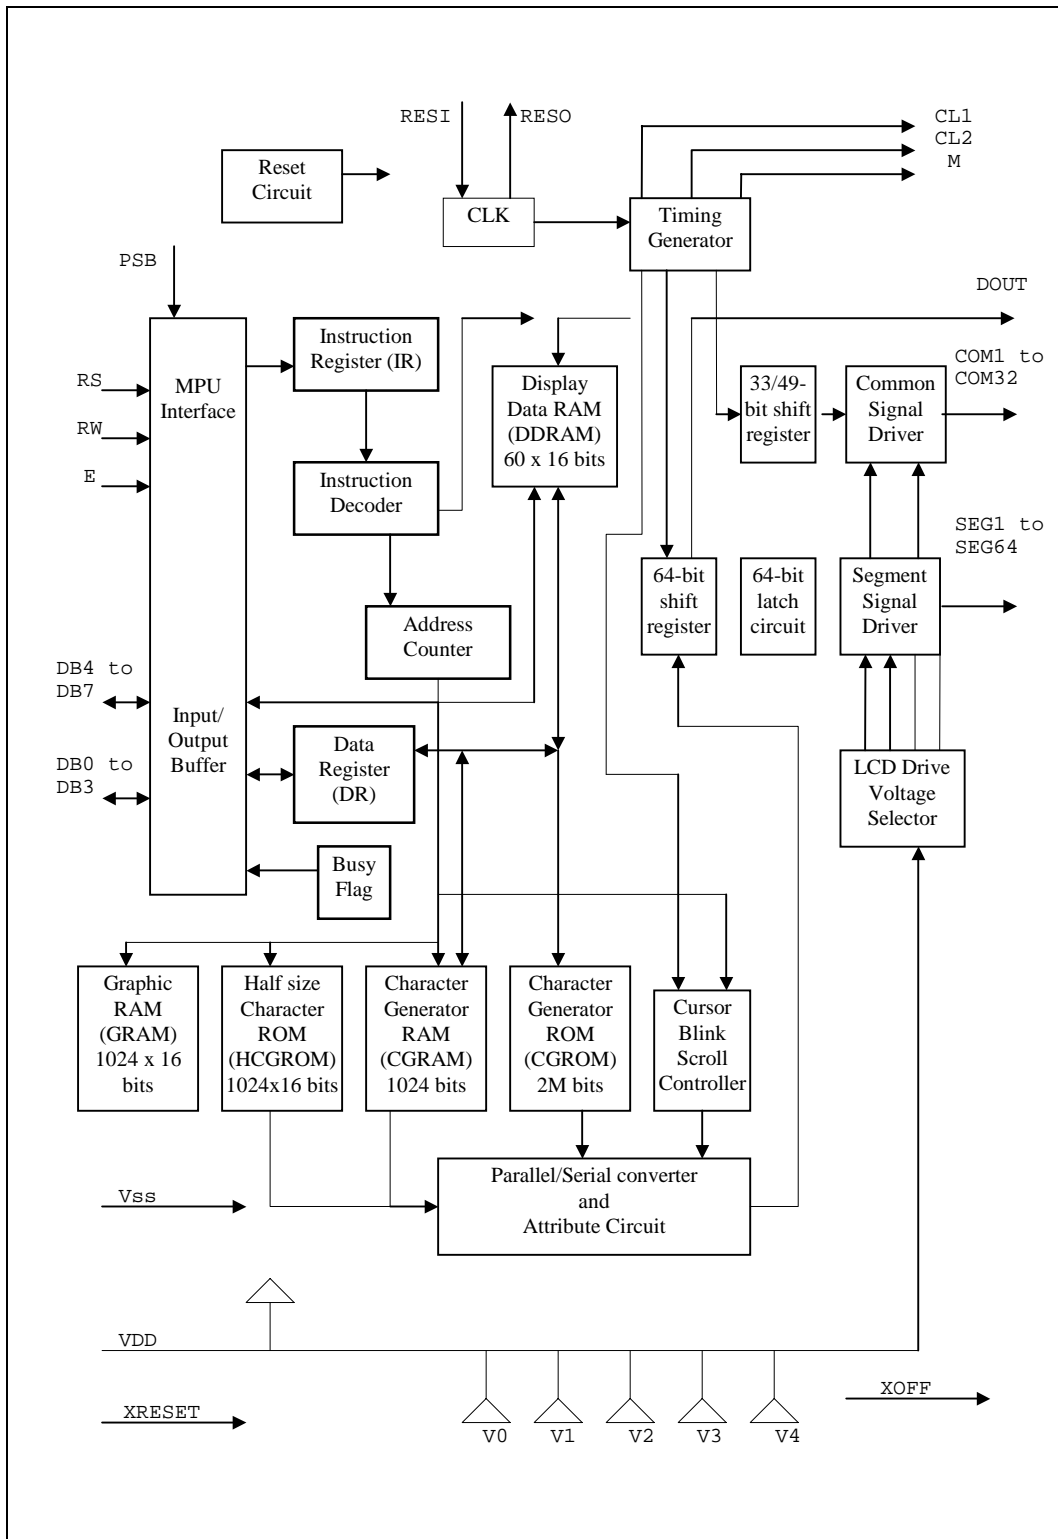 RESI
RESO
CL1
CL2
M
Reset
Circuit
CLK
Timing
Generator
PSB
DOUT
MPU
Interface
Instruction
Register (IR)
RS
RW
E
Display
Data RAM
(DDRAM)
60 x 16 bits
33/49-
bit shift
register
Common
Signal
Driver
COM1 to
COM32
Instruction
Decoder
64-bit
shift
register
64-bit
latch
circuit
Segment
Signal
Driver
SEG1 to
SEG64
Address
Counter
DB4 to
DB7
Input/
Output
Buffer
DB0 to
DB3
Data
Register
(DR)
LCD Drive
Voltage
Selector
Busy
Flag
Graphic
RAM
(GRAM)
1024 x 16
bits
Half size
Character
ROM
(HCGROM)
1024x16 bits
Character
Generator
RAM
(CGRAM)
1024 bits
Character
Generator
ROM
(CGROM)
2M bits
Cursor
Blink
Scroll
Controller
Parallel/Serial converter
and
Attribute Circuit
Vss
VDD
XRESET
V0
V1
V2
V3
V4
XOFF